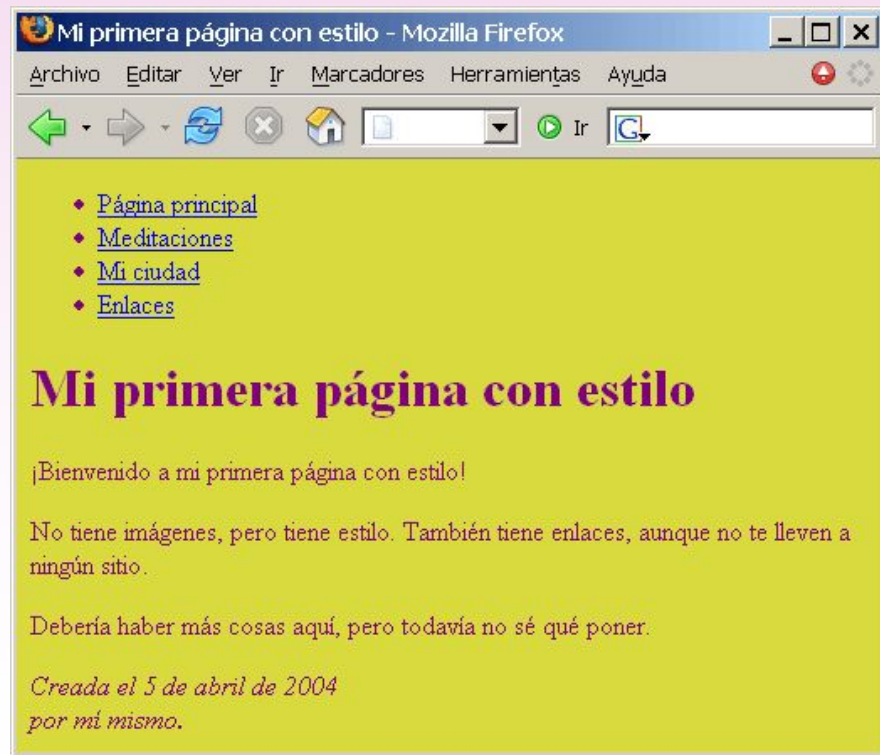 Mi primera página con estilo - Mozilla Firefox
Archivo Editar Ver Ir Marcadores Herramientas Ayuda
Ir G
Página principal
Meditaciones
Mi ciudad
Enlaces
Mi primera página con estilo
¡Bienvenido a mi primera página con estilo!
No tiene imágenes, pero tiene estilo. También tiene enlaces, aunque no te lleven a
ningún sitio.
Debería haber más cosas aquí, pero todavía no sé qué poner.
Creada el 5 de abril de 2004
por mí mismo.